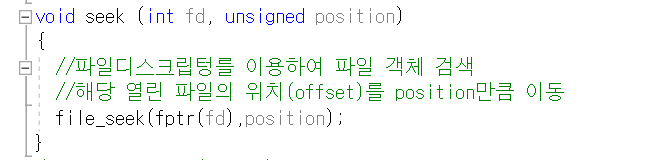 void seek (int fd, unsigned position)
{
//파일디스크립텅를 이용하여 파일 객체 검색
//해당 열린 파일의 위치(offset)를 position만큼 이동
file_seek(fptr(fd),position);
}